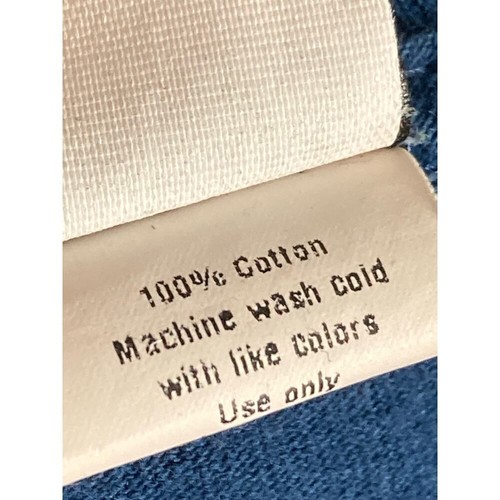 100% Cotton
Machine wash cold
with like colors
Use only